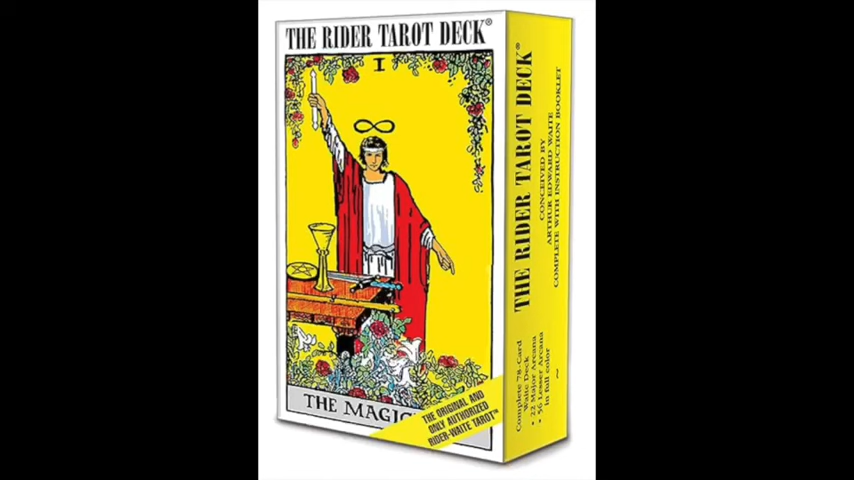 THE RIDER TAROT DECK®
I
THE MAGIC
THE ORIGINAL AND
ONLY AUTHORIZED
RIDER-WAITE TAROT™
THE RIDER TAROT DECK®
CONCEIVED BY
ARTHUR EDWARD WAITE
COMPLETE WITH INSTRUCTION BOOKLET
Complete 78-Card
Waite Deck
• 22 Major Arcana
• 56 Lesser Arcana
in full color
~